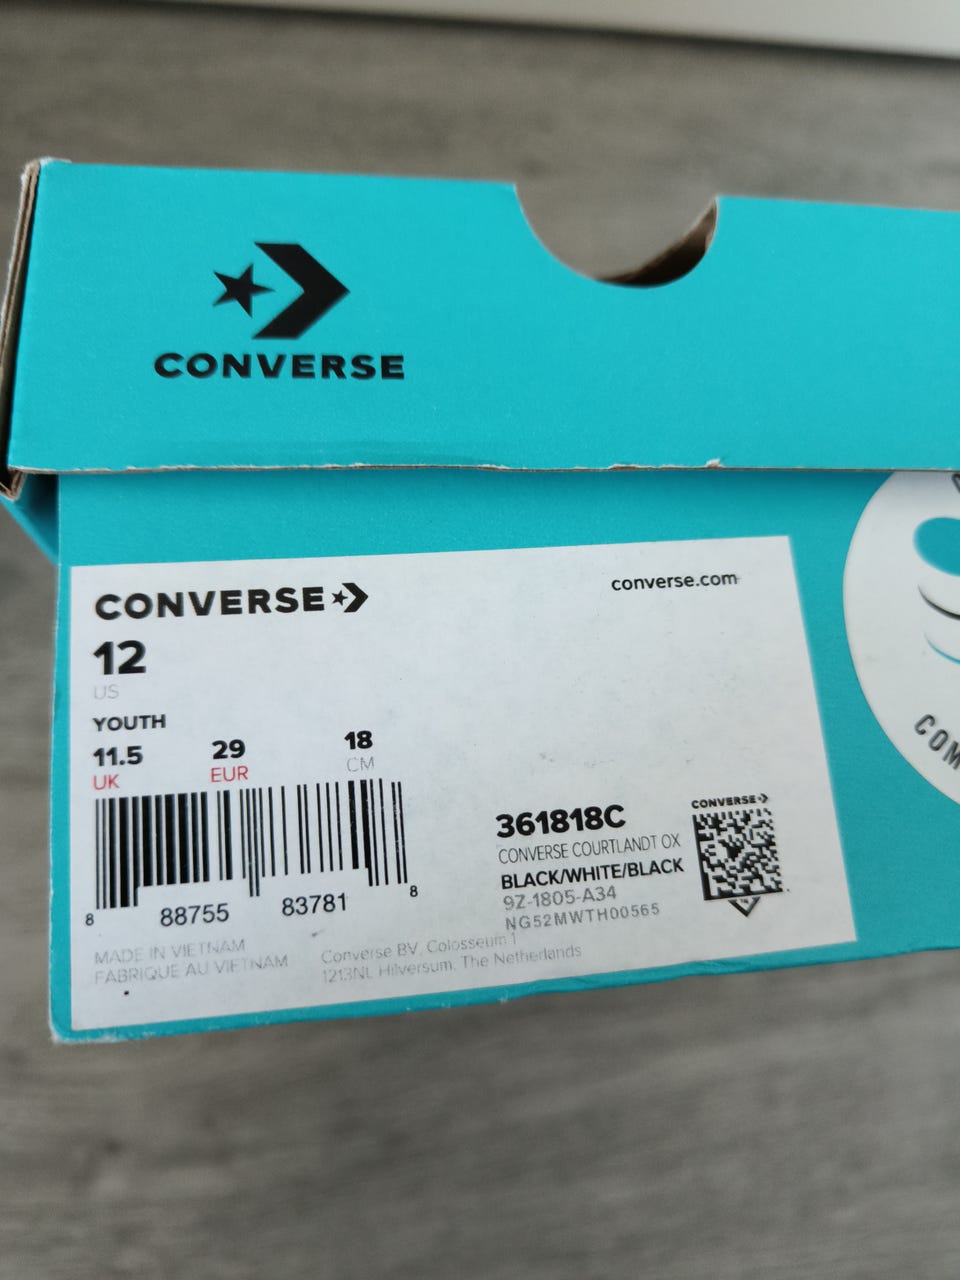 CONVERSE
CONVERSE
converse.com
12
US
YOUTH
11.5 29 18
UK EUR CM
CONVERSE
361818C
CONVERSE COURTLANDT OX
BLACK/WHITE/BLACK
9Z-1805-A34
NG52MWTH00565
8 88755 83781 8
MADE IN VIETNAM
FABRIQUE AU VIETNAM
Converse BV, Colosseum 1
1213NL Hilversum, The Netherlands
COM